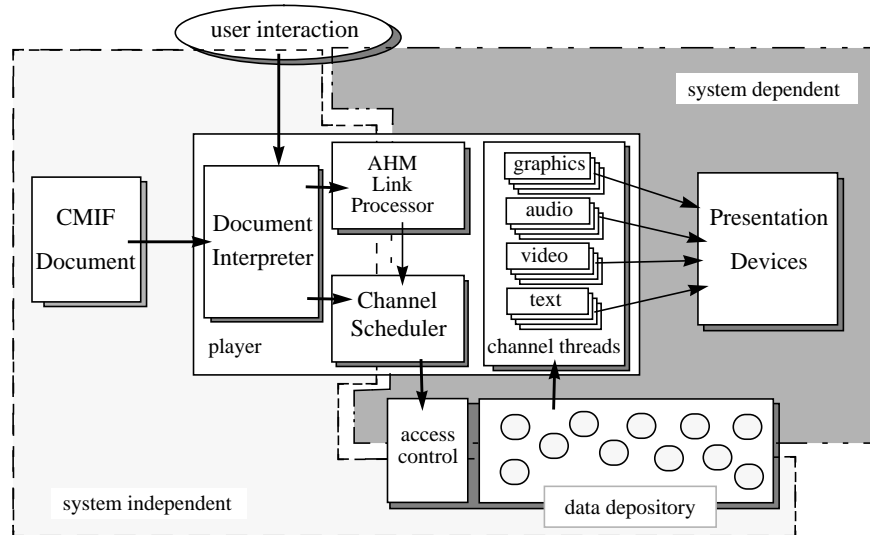 user interaction
system dependent
AHM
Link
Processor
graphics
CMIF
Document
Document
Interpreter
audio
Presentation
Devices
video
Channel
Scheduler
text
player
channel threads
access
control
system independent
data depository